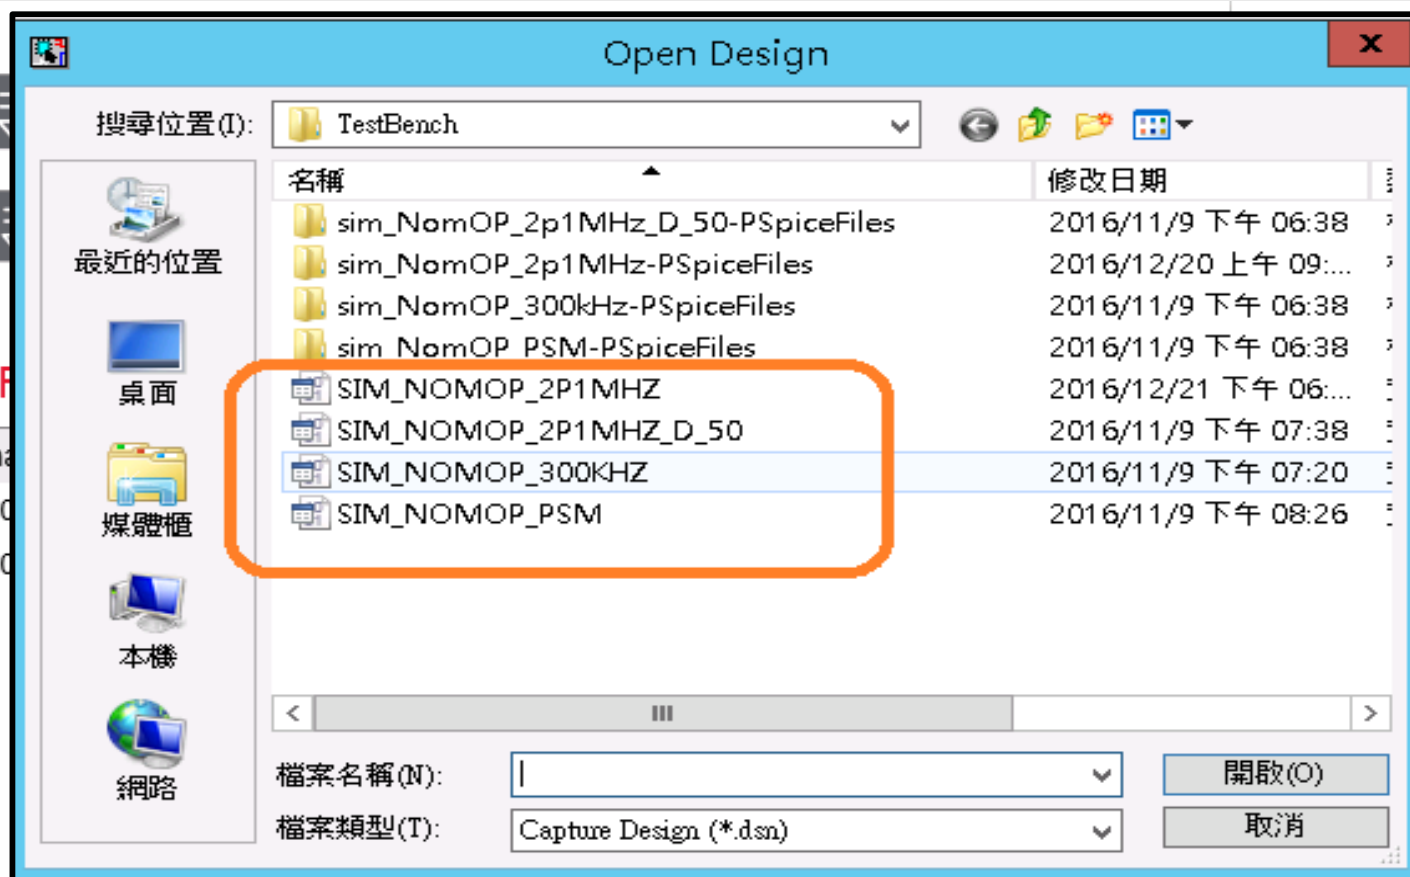 Open Design
搜尋位置(I): TestBench
名稱 修改日期
sim_NomOP_2p1MHz_D_50-PSpiceFiles 2016/11/9 下午 06:38
sim_NomOP_2p1MHz-PSpiceFiles 2016/12/20 上午 09:...
sim_NomOP_300kHz-PSpiceFiles 2016/11/9 下午 06:38
sim_NomOP_PSM-PSpiceFiles 2016/11/9 下午 06:38
SIM_NOMOP_2P1MHZ 2016/12/21 下午 06:...
SIM_NOMOP_2P1MHZ_D_50 2016/11/9 下午 07:38
SIM_NOMOP_300KHZ 2016/11/9 下午 07:20
SIM_NOMOP_PSM 2016/11/9 下午 08:26
最近的位置
桌面
媒體櫃
本機
網路
檔案名稱(N): 開啟(O)
檔案類型(T): Capture Design (*.dsn) 取消